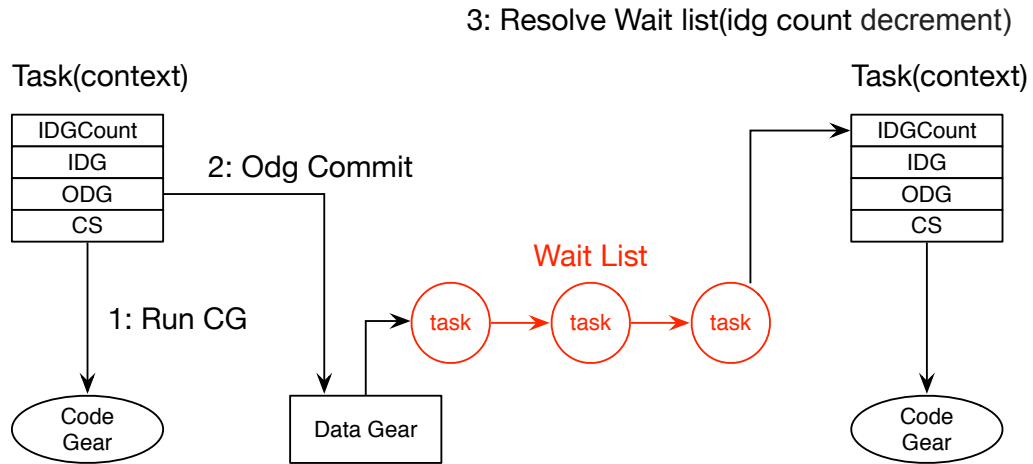 3: Resolve Wait list(idg count decrement)
Task(context)
IDGCount
IDG
ODG
CS
2: Odg Commit
1: Run CG
Code
Gear
Data Gear
Wait List
task
task
task
Task(context)
IDGCount
IDG
ODG
CS
Code
Gear